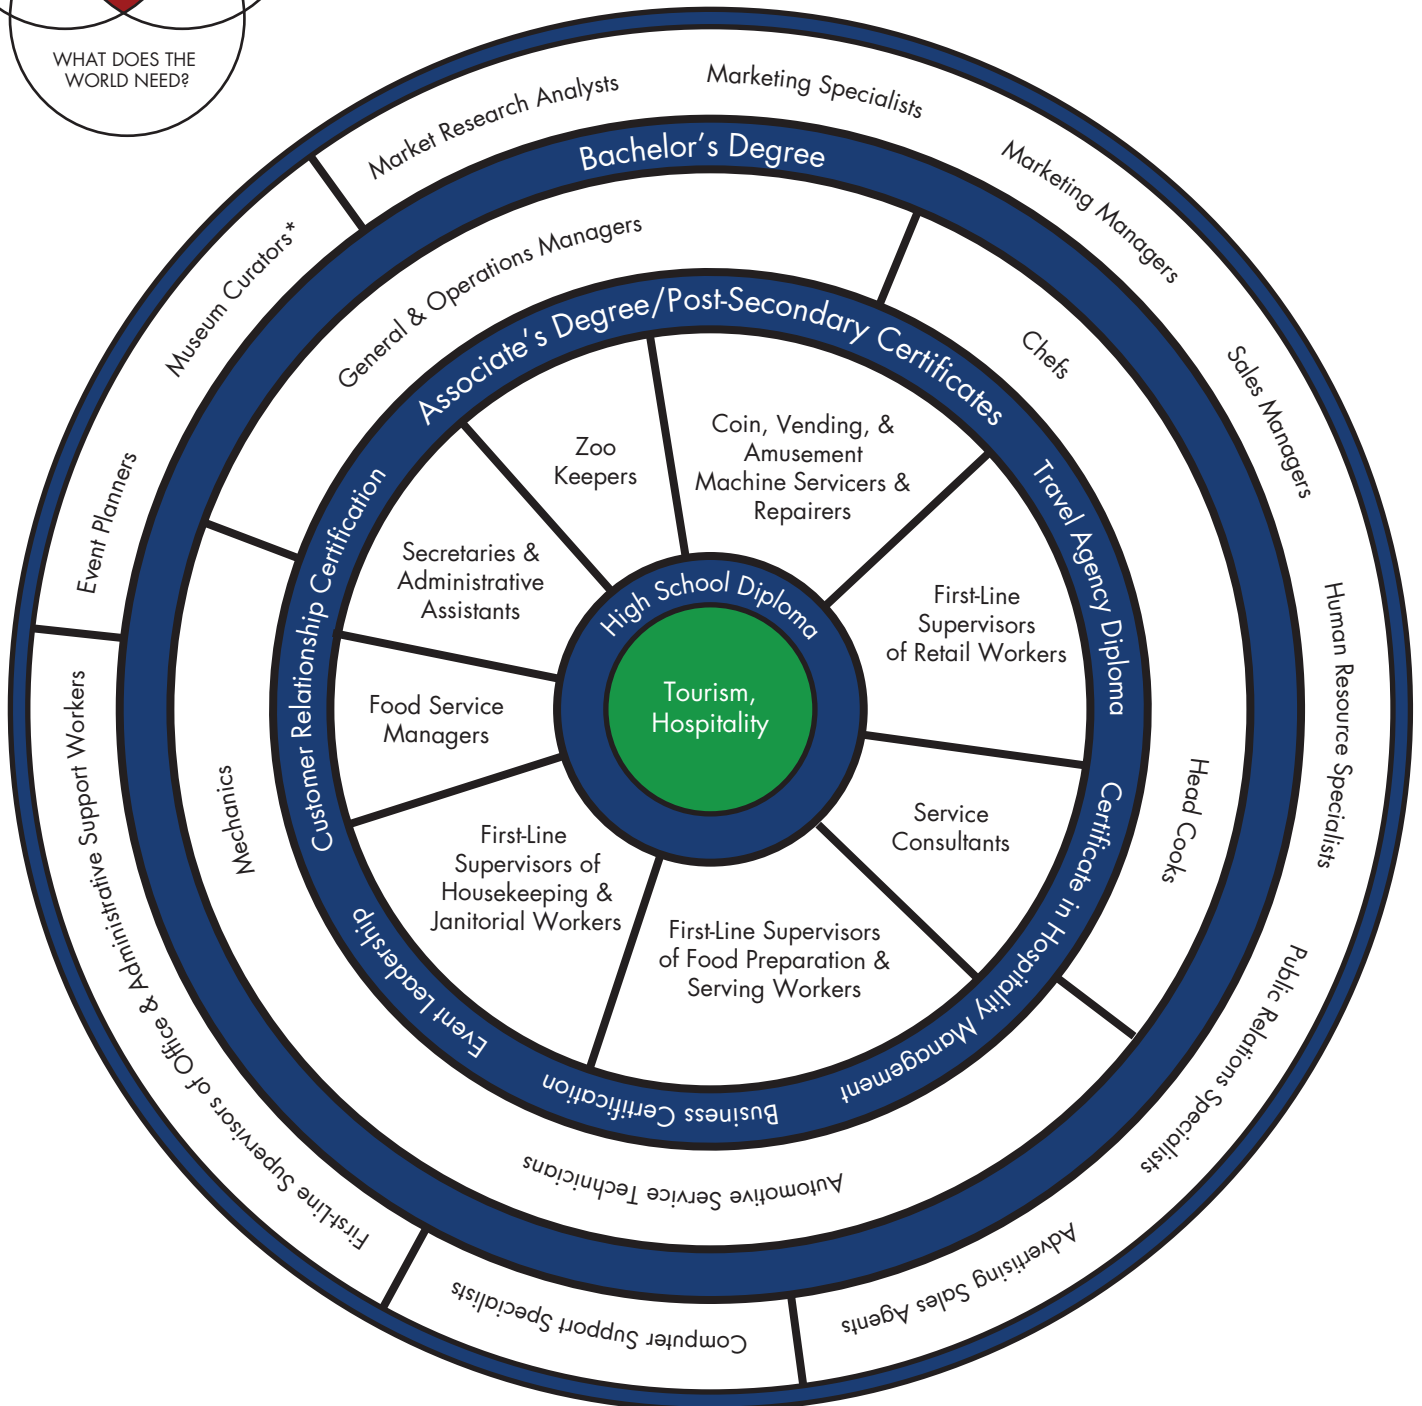 WHAT DOES THE
WORLD NEED?
Market Research Analysts
Marketing Specialists
Marketing Managers
Sales Managers
Human Resource Specialists
Public Relations Specialists
Advertising Sales Agents
Computer Support Specialists
First-Line Supervisors of Office & Administrative Support Workers
Event Planners
Museum Curators*
Bachelor's Degree
General & Operations Managers
Chefs
Head Cooks
Automotive Service Technicians
Mechanics
Associate's Degree/Post-Secondary Certificates
Travel Agency Diploma
Certificate in Hospitality Management
Business Certification
Event Leadership
Customer Relationship Certification
Zoo
Keepers
Coin, Vending, &
Amusement
Machine Servicers &
Repairers
First-Line
Supervisors
of Retail Workers
Service
Consultants
First-Line Supervisors
of Food Preparation &
Serving Workers
First-Line
Supervisors of
Housekeeping &
Janitorial Workers
Food Service
Managers
Secretaries &
Administrative
Assistants
High School Diploma
Tourism,
Hospitality